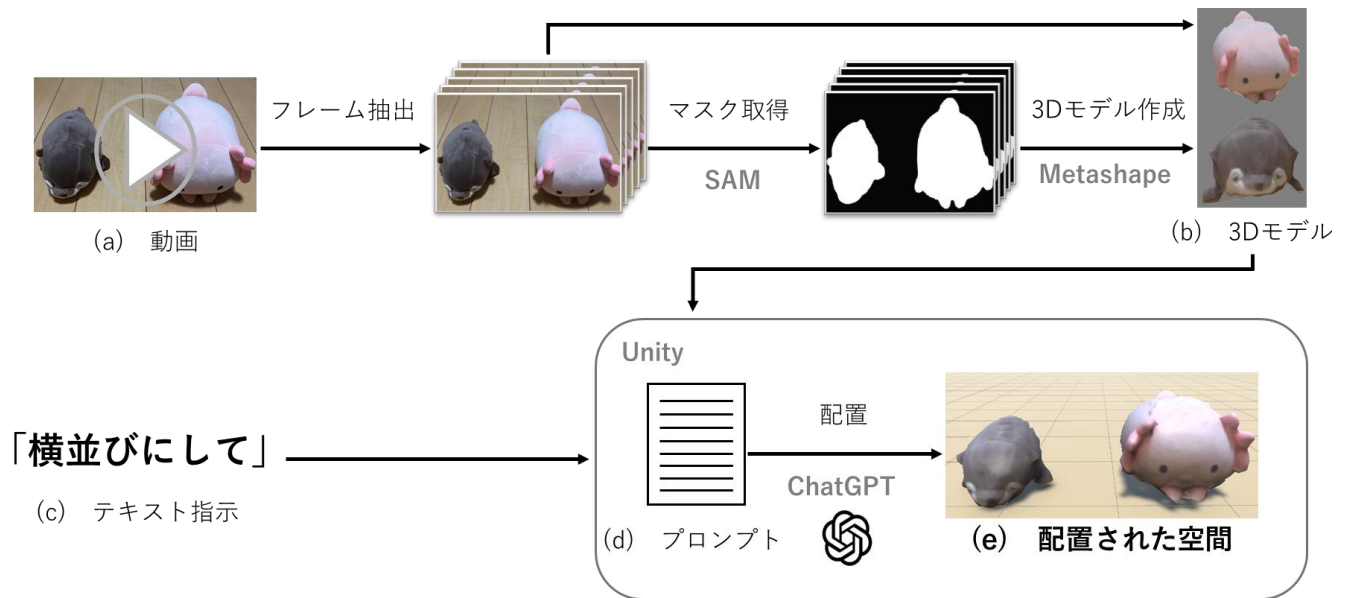 フレーム抽出
マスク取得
SAM
3Dモデル作成
Metashape
(a) 動画
(b) 3Dモデル
Unity
「横並びにして」
(c) テキスト指示
配置
ChatGPT
(d) プロンプト
(e) 配置された空間